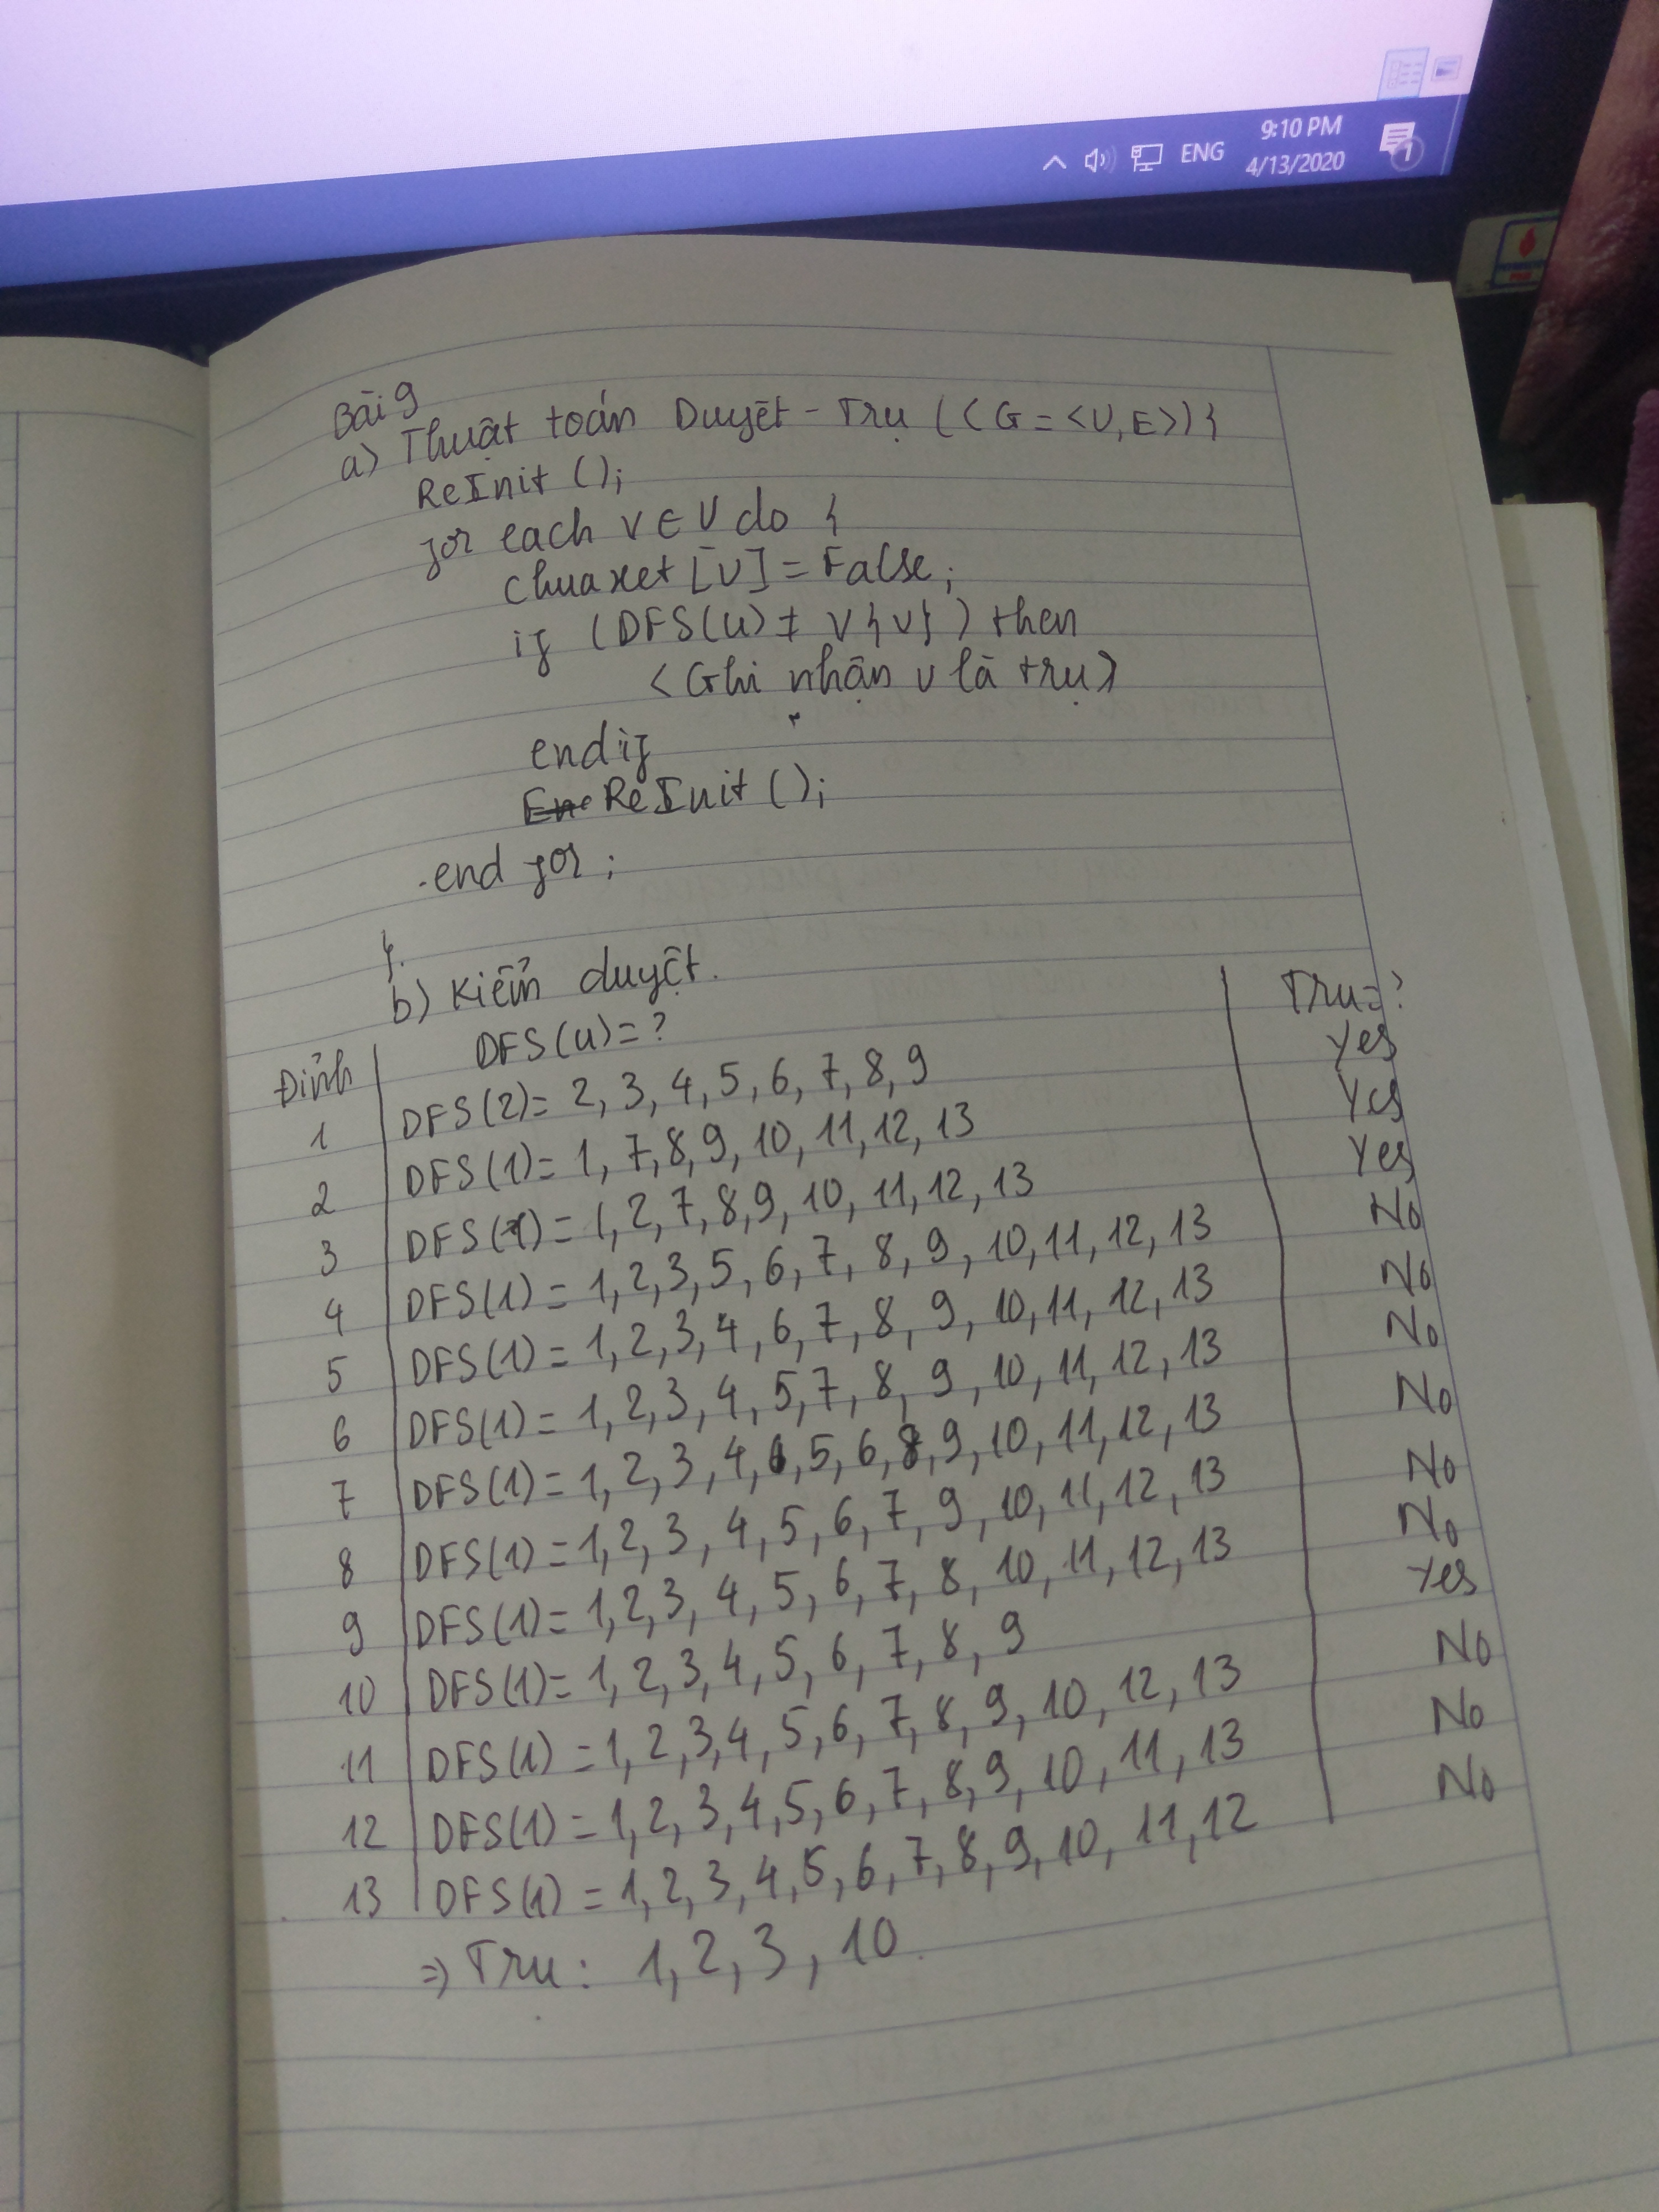 9:10 PM
ENG
4/13/2020
1
Bài 9
a) Thuật toán Duyệt-Trụ ((G=<V,E>){
ReInit ();
for each v ∈ V do {
chuaxet [v] = False;
if (DFS(u) ≠ V{v}) then
<Ghi nhận v là trụ>
endif
ReInit ();
end for;
}.
b) Kiểm duyệt.
Đỉnh DFS(u)=? Trụ=?
1 DFS(2)= 2, 3, 4, 5, 6, 7, 8, 9 Yes
2 DFS(1)= 1, 7, 8, 9, 10, 11, 12, 13 Yes
3 DFS(1)= 1, 2, 7, 8, 9, 10, 11, 12, 13 Yes
4 DFS(1) = 1, 2, 3, 5, 6, 7, 8, 9, 10, 11, 12, 13 No
5 DFS(1) = 1, 2, 3, 4, 6, 7, 8, 9, 10, 11, 12, 13 No
6 DFS(1) = 1, 2, 3, 4, 5, 7, 8, 9, 10, 11, 12, 13 No
7 DFS(1) = 1, 2, 3, 4, 5, 6, 8, 9, 10, 11, 12, 13 No
8 DFS(1) = 1, 2, 3, 4, 5, 6, 7, 9, 10, 11, 12, 13 No
9 DFS(1) = 1, 2, 3, 4, 5, 6, 7, 8, 10, 11, 12, 13 No
10 DFS(1)= 1, 2, 3, 4, 5, 6, 7, 8, 9 Yes
11 DFS(1) = 1, 2, 3, 4, 5, 6, 7, 8, 9, 10, 12, 13 No
12 DFS(1) = 1, 2, 3, 4, 5, 6, 7, 8, 9, 10, 11, 13 No
13 DFS(1) = 1, 2, 3, 4, 5, 6, 7, 8, 9, 10, 11, 12 No
=> Trụ: 1, 2, 3, 10.